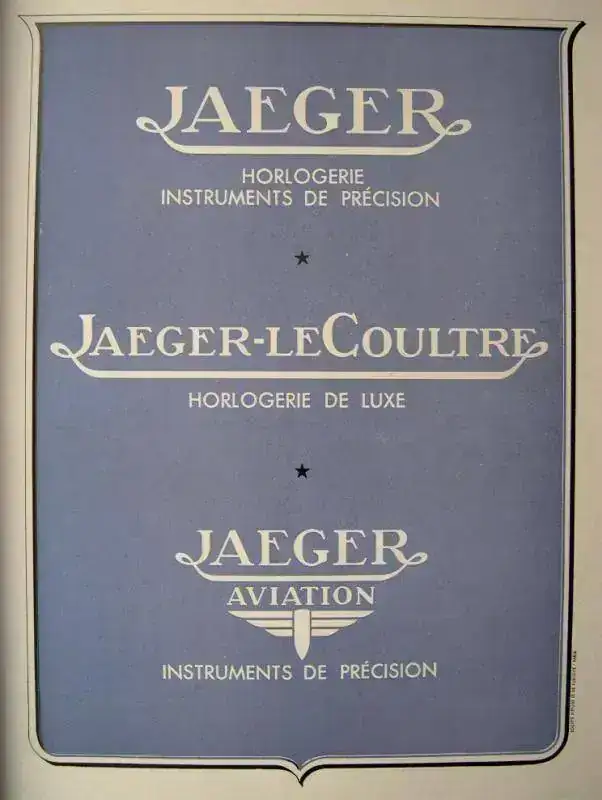 JAEGER
HORLOGERIE
INSTRUMENTS DE PRÉCISION
JAEGER-LECOULTRE
HORLOGERIE DE LUXE
JAEGER
AVIATION
INSTRUMENTS DE PRÉCISION